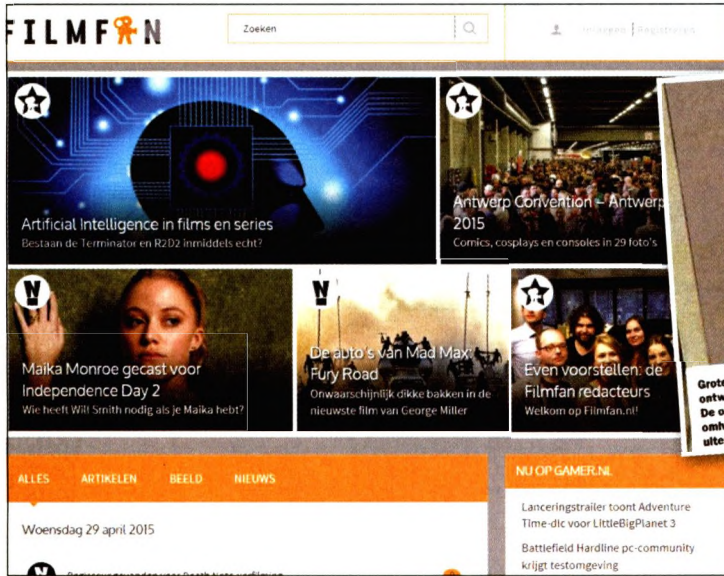 FILMFAN
Zoeken
Inloggen | Registreren
Artificial Intelligence in films en series
Bestaan de Terminator en R2D2 inmiddels echt?
Antwerp Convention – Antwerp
2015
Comics, cosplays en consoles in 29 foto's
N
Maika Monroe gecast voor
Independence Day 2
Wie heeft Will Smith nodig als je Maika hebt?
N
De auto's van Mad Max:
Fury Road
Onwaarschijnlijk dikke bakken in de
nieuwste film van George Miller
Even voorstellen: de
Filmfan redacteurs
Welkom op Filmfan.nl!
Grote
ontw
De o
omh
uite
ALLES ARTIKELEN BEELD NIEUWS
Woensdag 29 april 2015
N
NU OP GAMER.NL
Lanceringstrailer toont Adventure
Time-dlc voor LittleBigPlanet 3
Battlefield Hardline pc-community
krijgt testomgeving